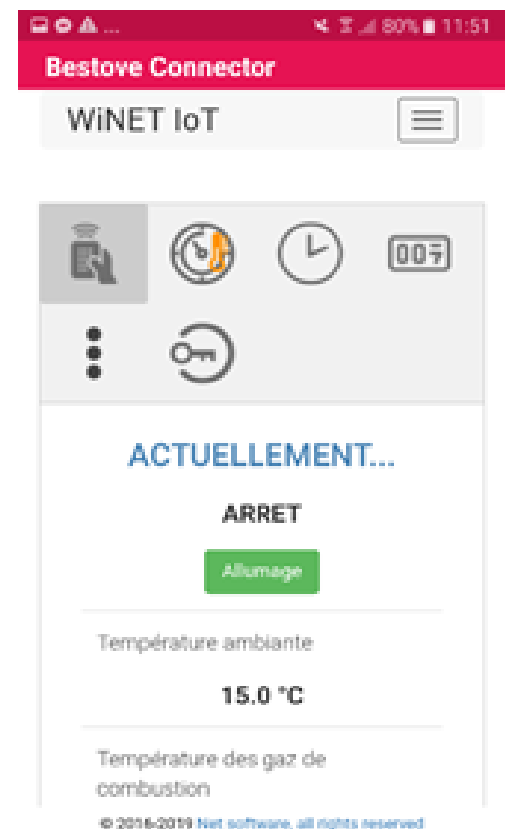 ... 80% 11:51
Bestove Connector
WiNET IoT
007
ACTUELLEMENT...
ARRET
Allumage
Température ambiante
15.0 °C
Température des gaz de
combustion
© 2016-2019 Net software, all rights reserved